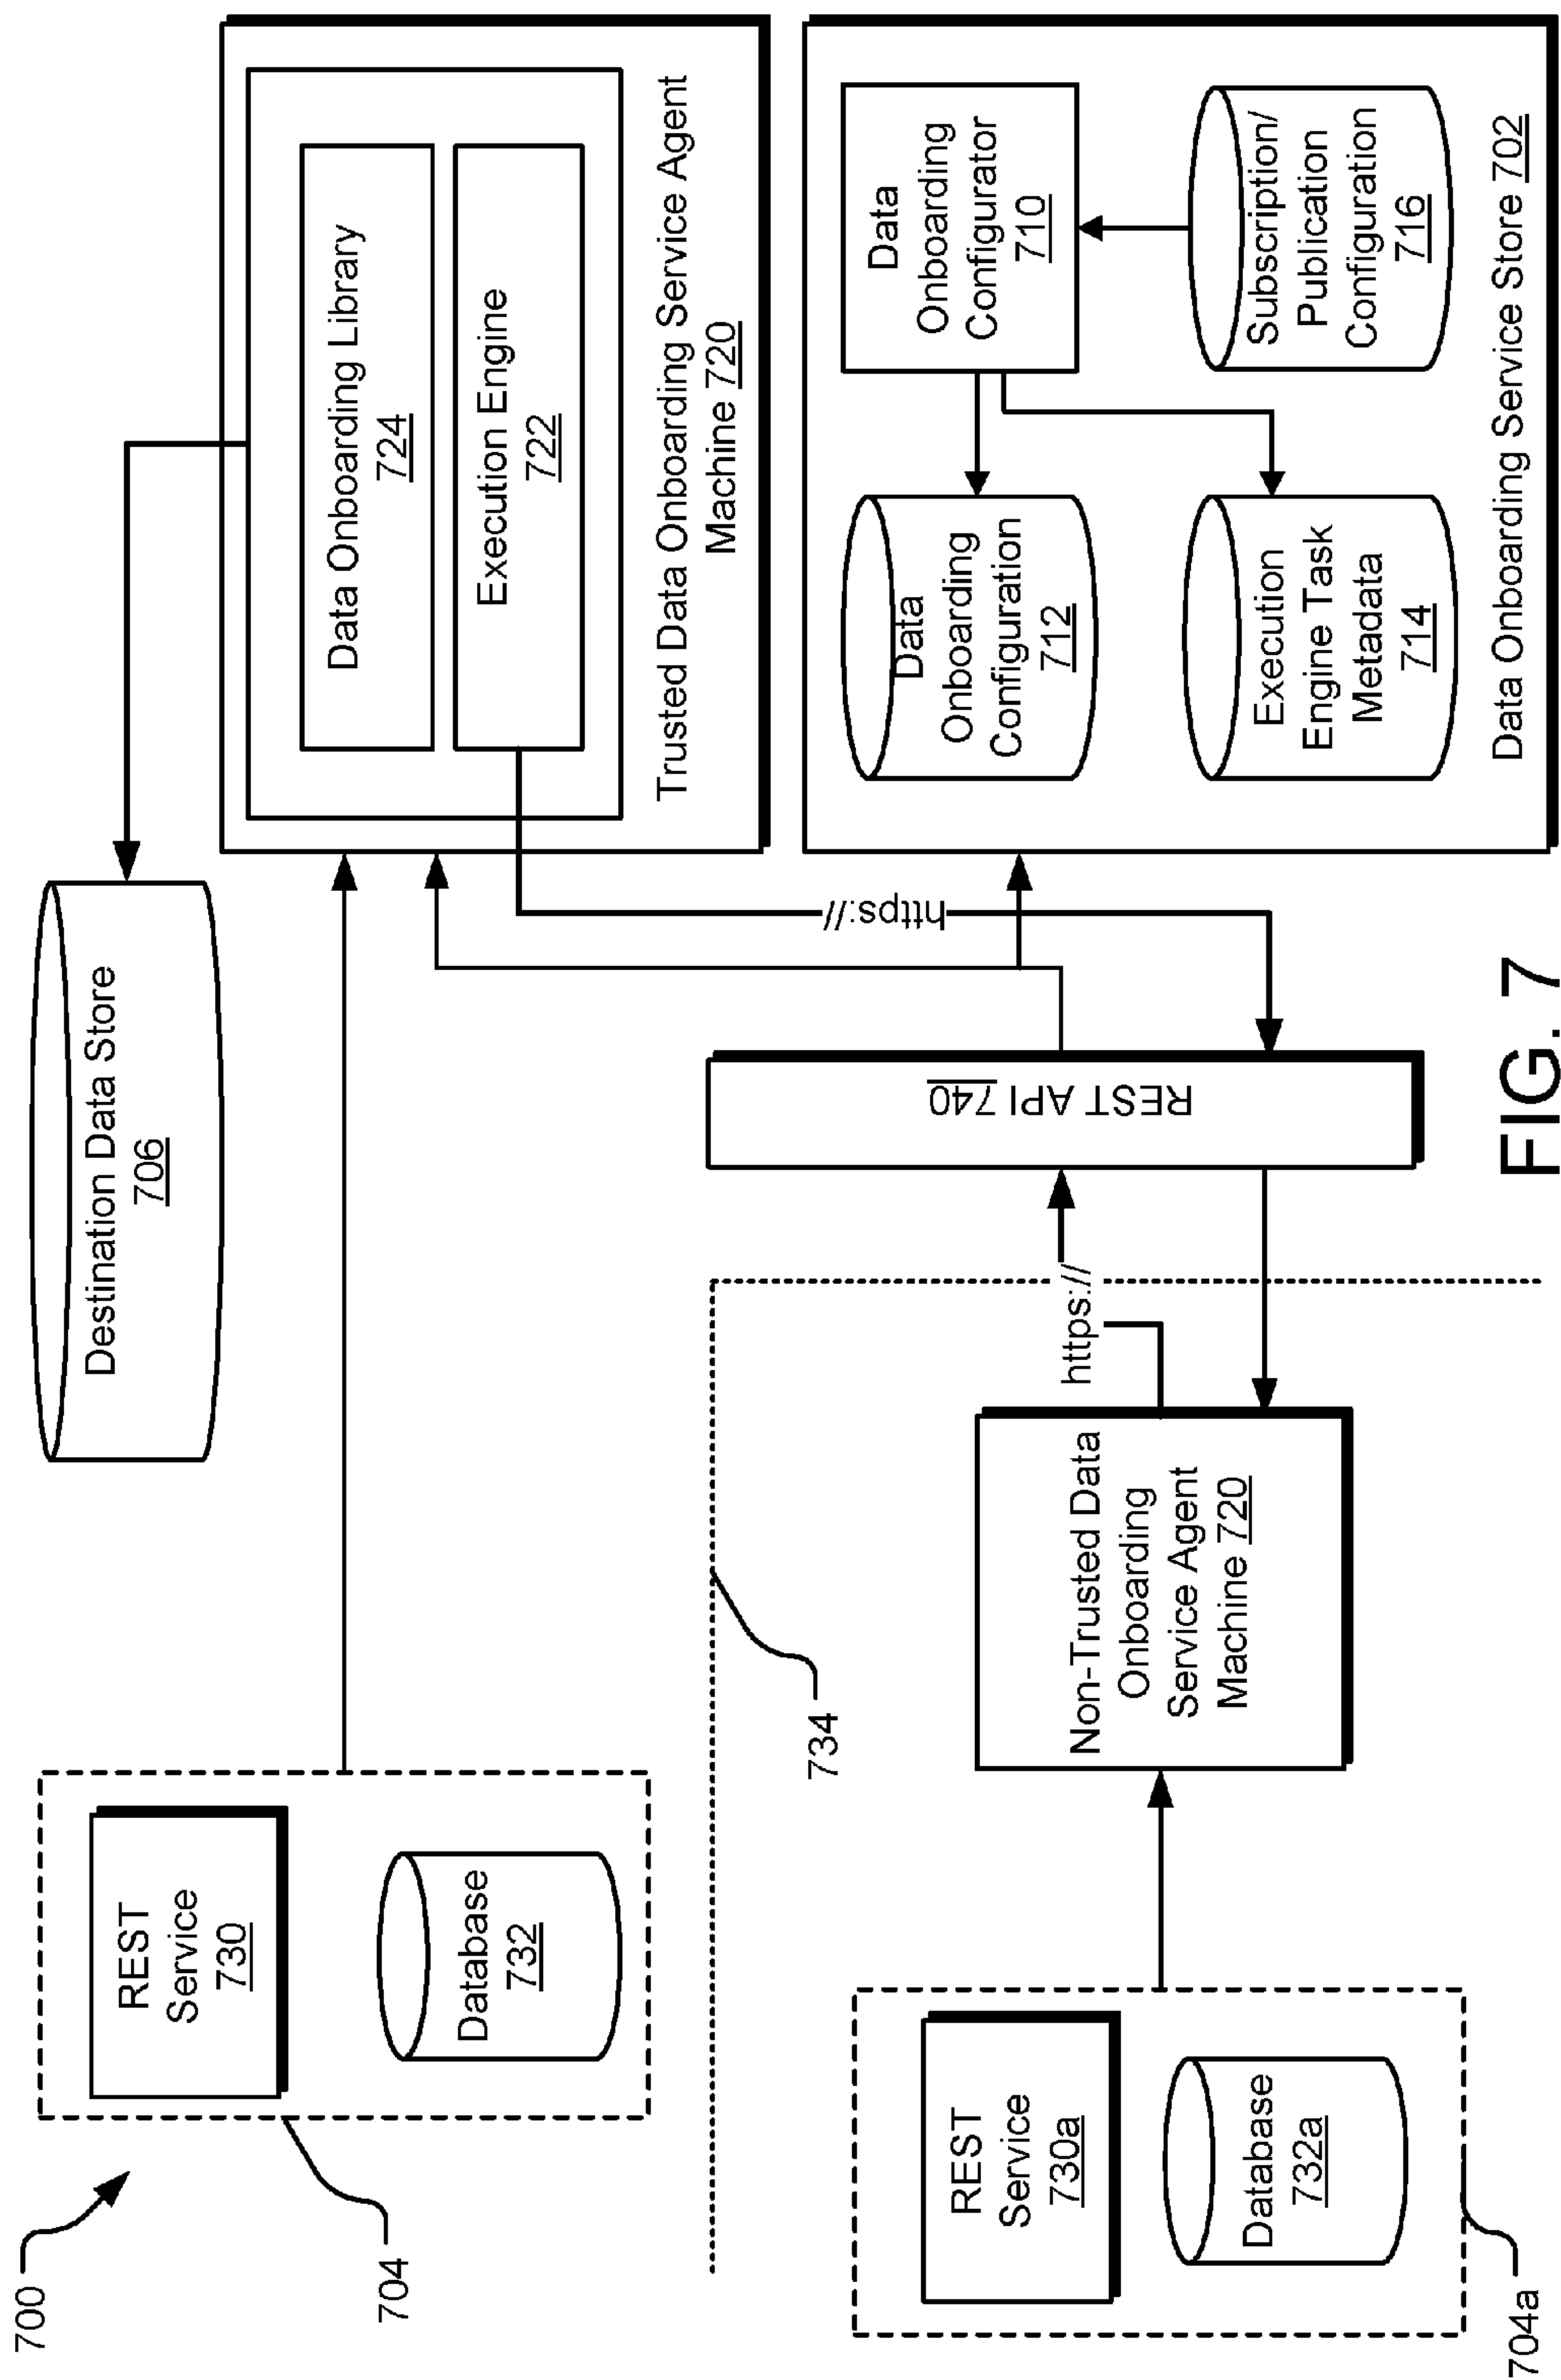 700
704
REST
Service
730
Database
732
Destination Data Store
706
Data Onboarding Library
724
Execution Engine
722
Trusted Data Onboarding Service Agent
Machine 720
734
704a
REST
Service
730a
Database
732a
Non-Trusted Data
Onboarding
Service Agent
Machine 720
https://
REST API 740
https://
Data
Onboarding
Configuration
712
Data
Onboarding
Configurator
710
Execution
Engine Task
Metadata
714
Subscription/
Publication
Configuration
716
Data Onboarding Service Store 702
FIG. 7